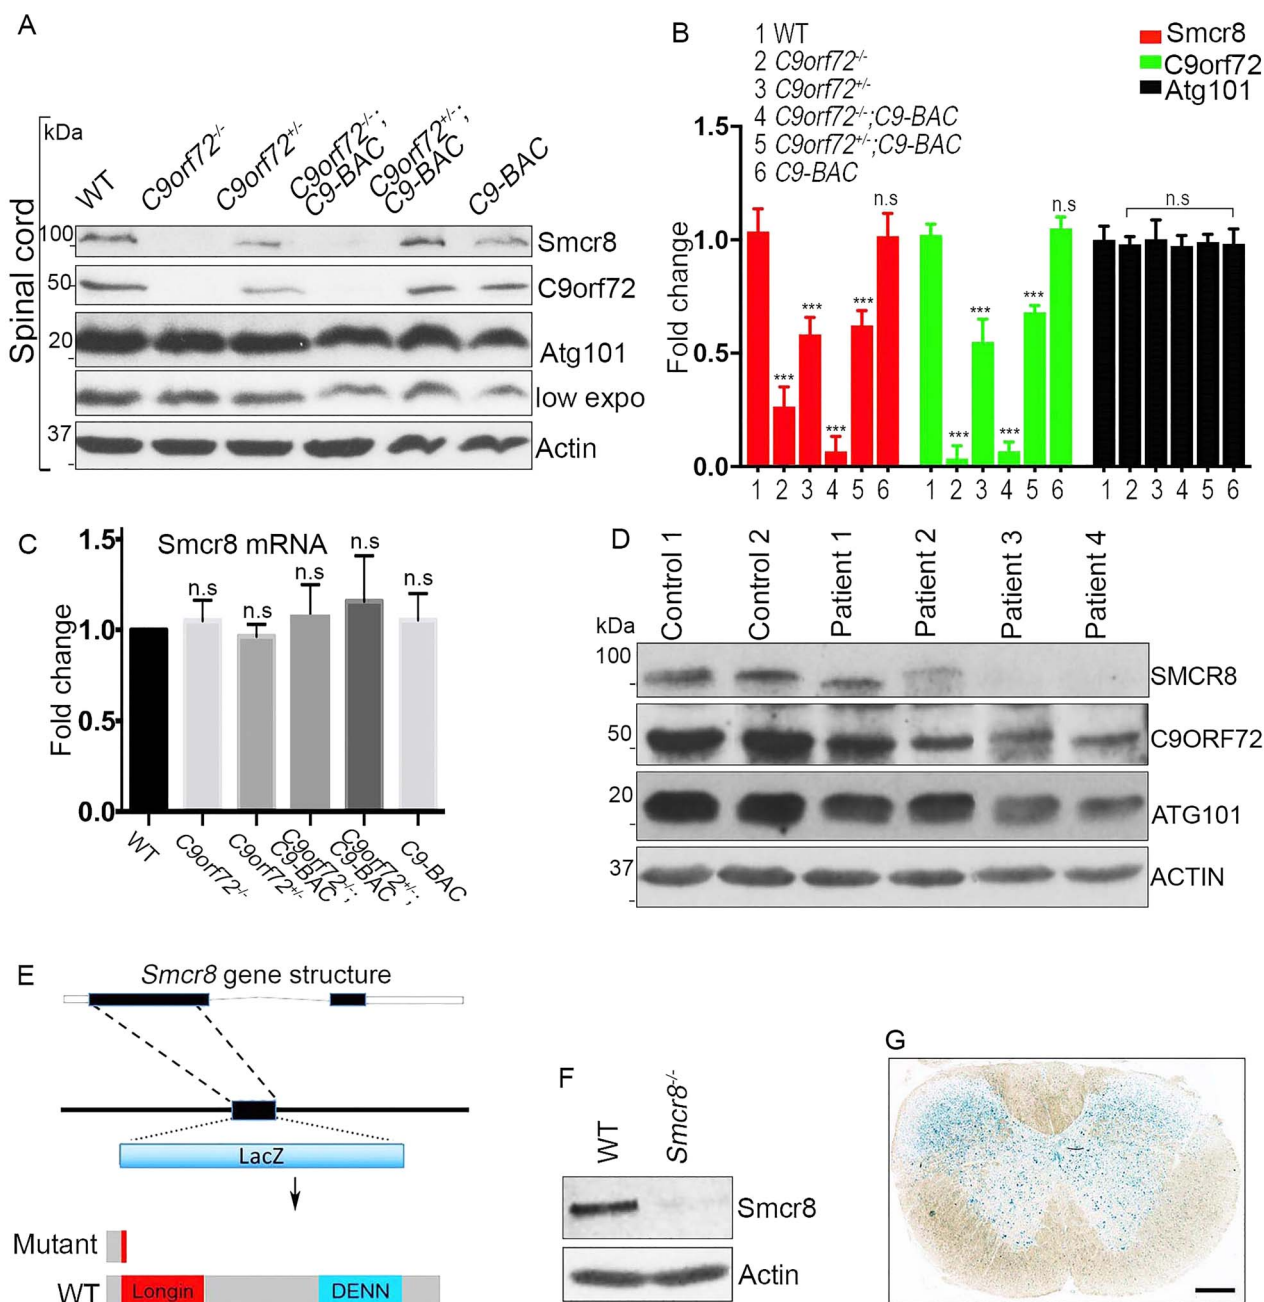 A
kDa
WT
C9orf72-/-
C9orf72+/-
C9orf72-/-;
C9-BAC
C9orf72+/-;
C9-BAC
C9-BAC
Spinal cord
100
Smcr8
50
C9orf72
20
Atg101
low expo
37
Actin
B
1 WT
2 C9orf72-/-
3 C9orf72+/-
4 C9orf72-/-;C9-BAC
5 C9orf72+/-;C9-BAC
6 C9-BAC
Smcr8
C9orf72
Atg101
Fold change
1.5
1.0
0.5
0.0
*** *** *** *** n.s
*** *** *** *** n.s
n.s
1 2 3 4 5 6 1 2 3 4 5 6 1 2 3 4 5 6
C
Smcr8 mRNA
Fold change
1.5
1.0
0.5
0.0
n.s n.s n.s n.s n.s
WT
C9orf72-/-
C9orf72+/-
C9orf72-/-;
C9-BAC
C9orf72+/-;
C9-BAC
C9-BAC
D
kDa
Control 1
Control 2
Patient 1
Patient 2
Patient 3
Patient 4
100
SMCR8
50
C9ORF72
20
ATG101
37
ACTIN
E
Smcr8 gene structure
LacZ
Mutant
WT
Longin
DENN
F
WT
Smcr8-/-
Smcr8
Actin
G